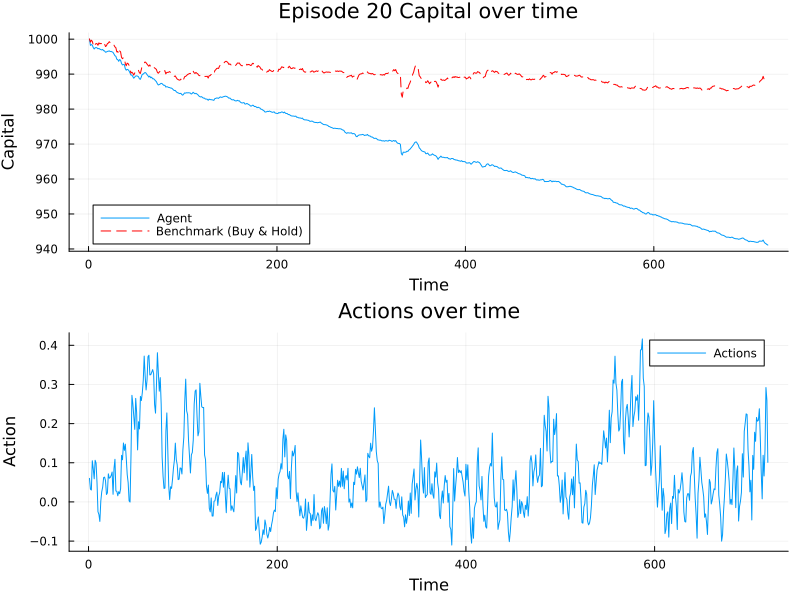 Episode 20 Capital over time
1000
990
980
970
960
950
940
Capital
Agent
Benchmark (Buy & Hold)
0 200 400 600
Time
Actions over time
0.4
0.3
0.2
0.1
0.0
−0.1
Action
Actions
0 200 400 600
Time